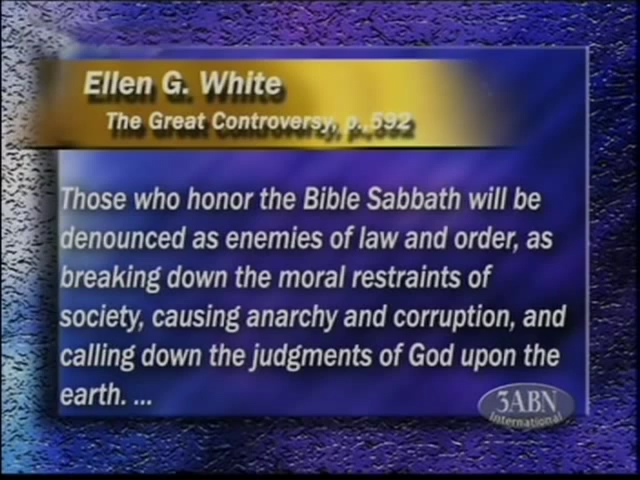 Ellen G. White
The Great Controversy, p., 592
Those who honor the Bible Sabbath will be
denounced as enemies of law and order, as
breaking down the moral restraints of
society, causing anarchy and corruption, and
calling down the judgments of God upon the
earth. ...
3ABN
International